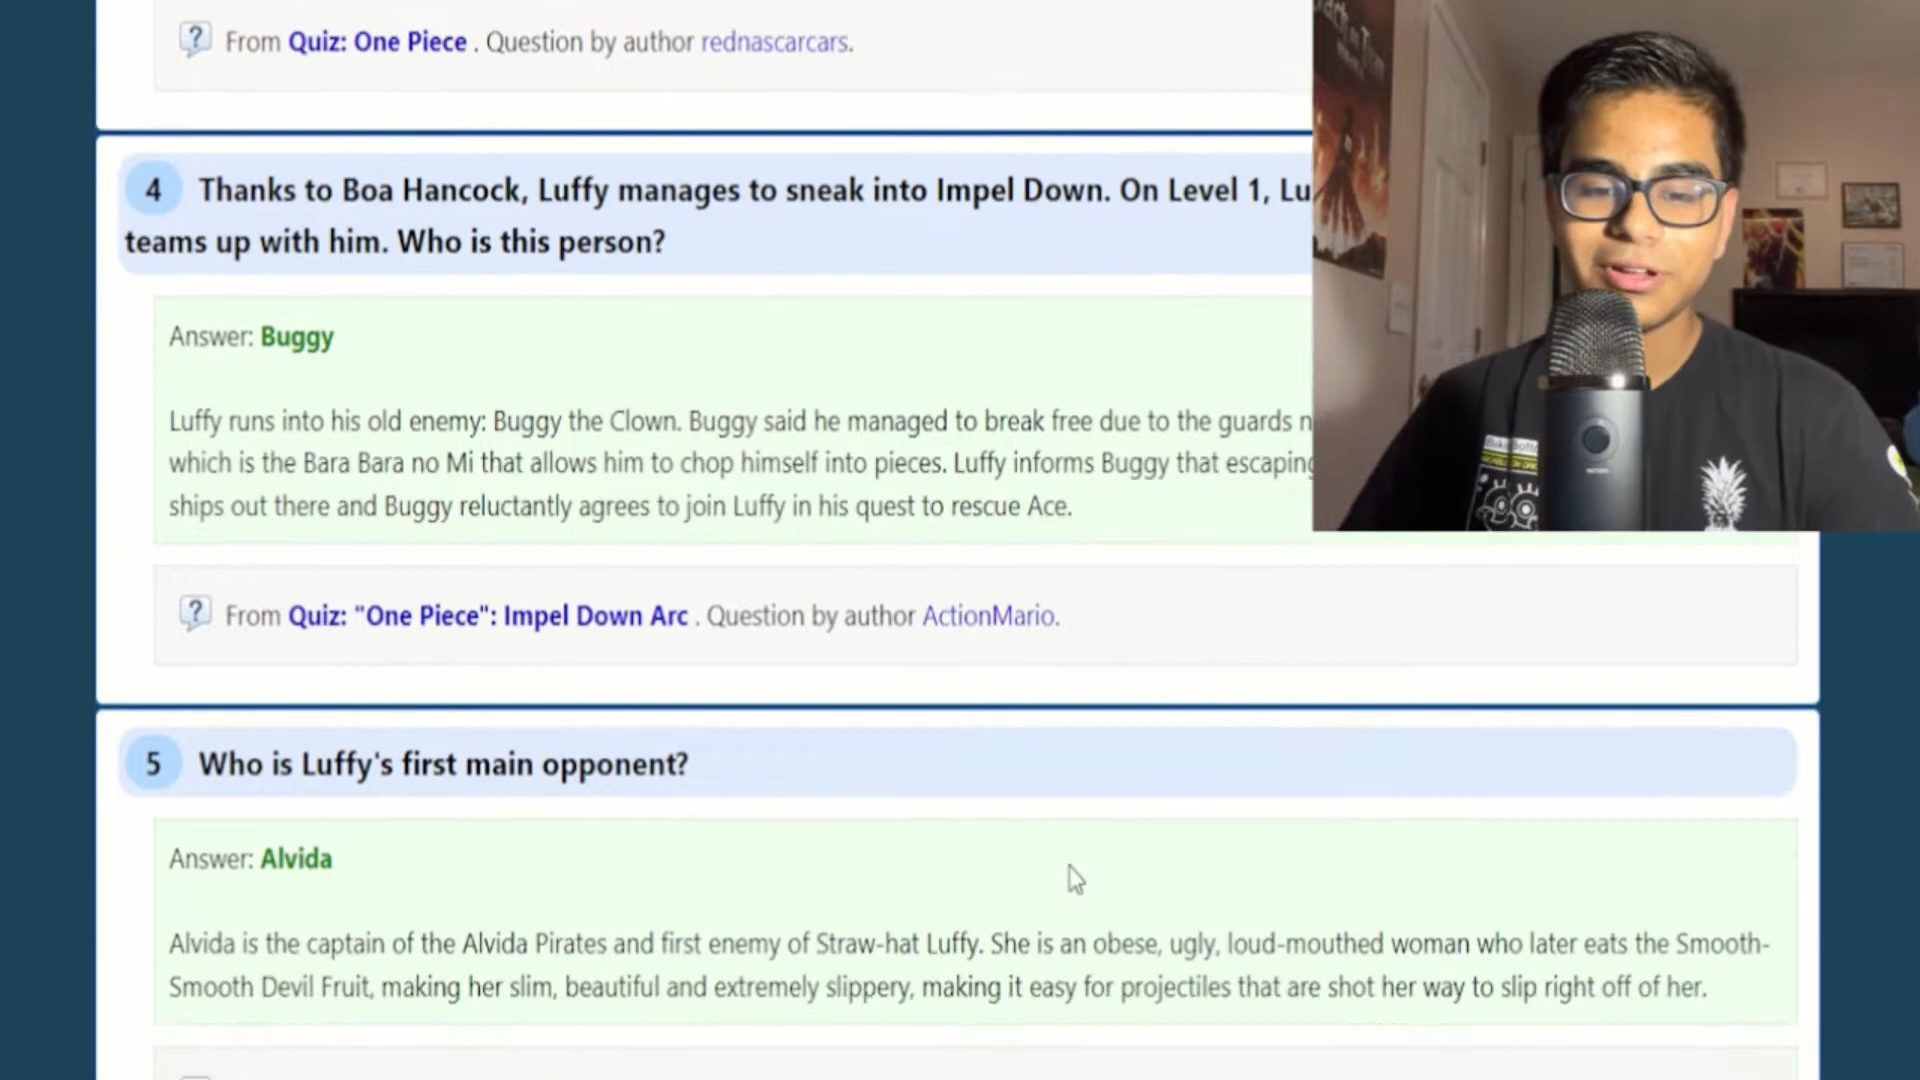 From Quiz: One Piece . Question by author rednascarcars.
4 Thanks to Boa Hancock, Luffy manages to sneak into Impel Down. On Level 1, Lu
teams up with him. Who is this person?
Answer: Buggy
Luffy runs into his old enemy: Buggy the Clown. Buggy said he managed to break free due to the guards n
which is the Bara Bara no Mi that allows him to chop himself into pieces. Luffy informs Buggy that escaping
ships out there and Buggy reluctantly agrees to join Luffy in his quest to rescue Ace.
From Quiz: "One Piece": Impel Down Arc . Question by author ActionMario.
5 Who is Luffy's first main opponent?
Answer: Alvida
Alvida is the captain of the Alvida Pirates and first enemy of Straw-hat Luffy. She is an obese, ugly, loud-mouthed woman who later eats the Smooth-
Smooth Devil Fruit, making her slim, beautiful and extremely slippery, making it easy for projectiles that are shot her way to slip right off of her.